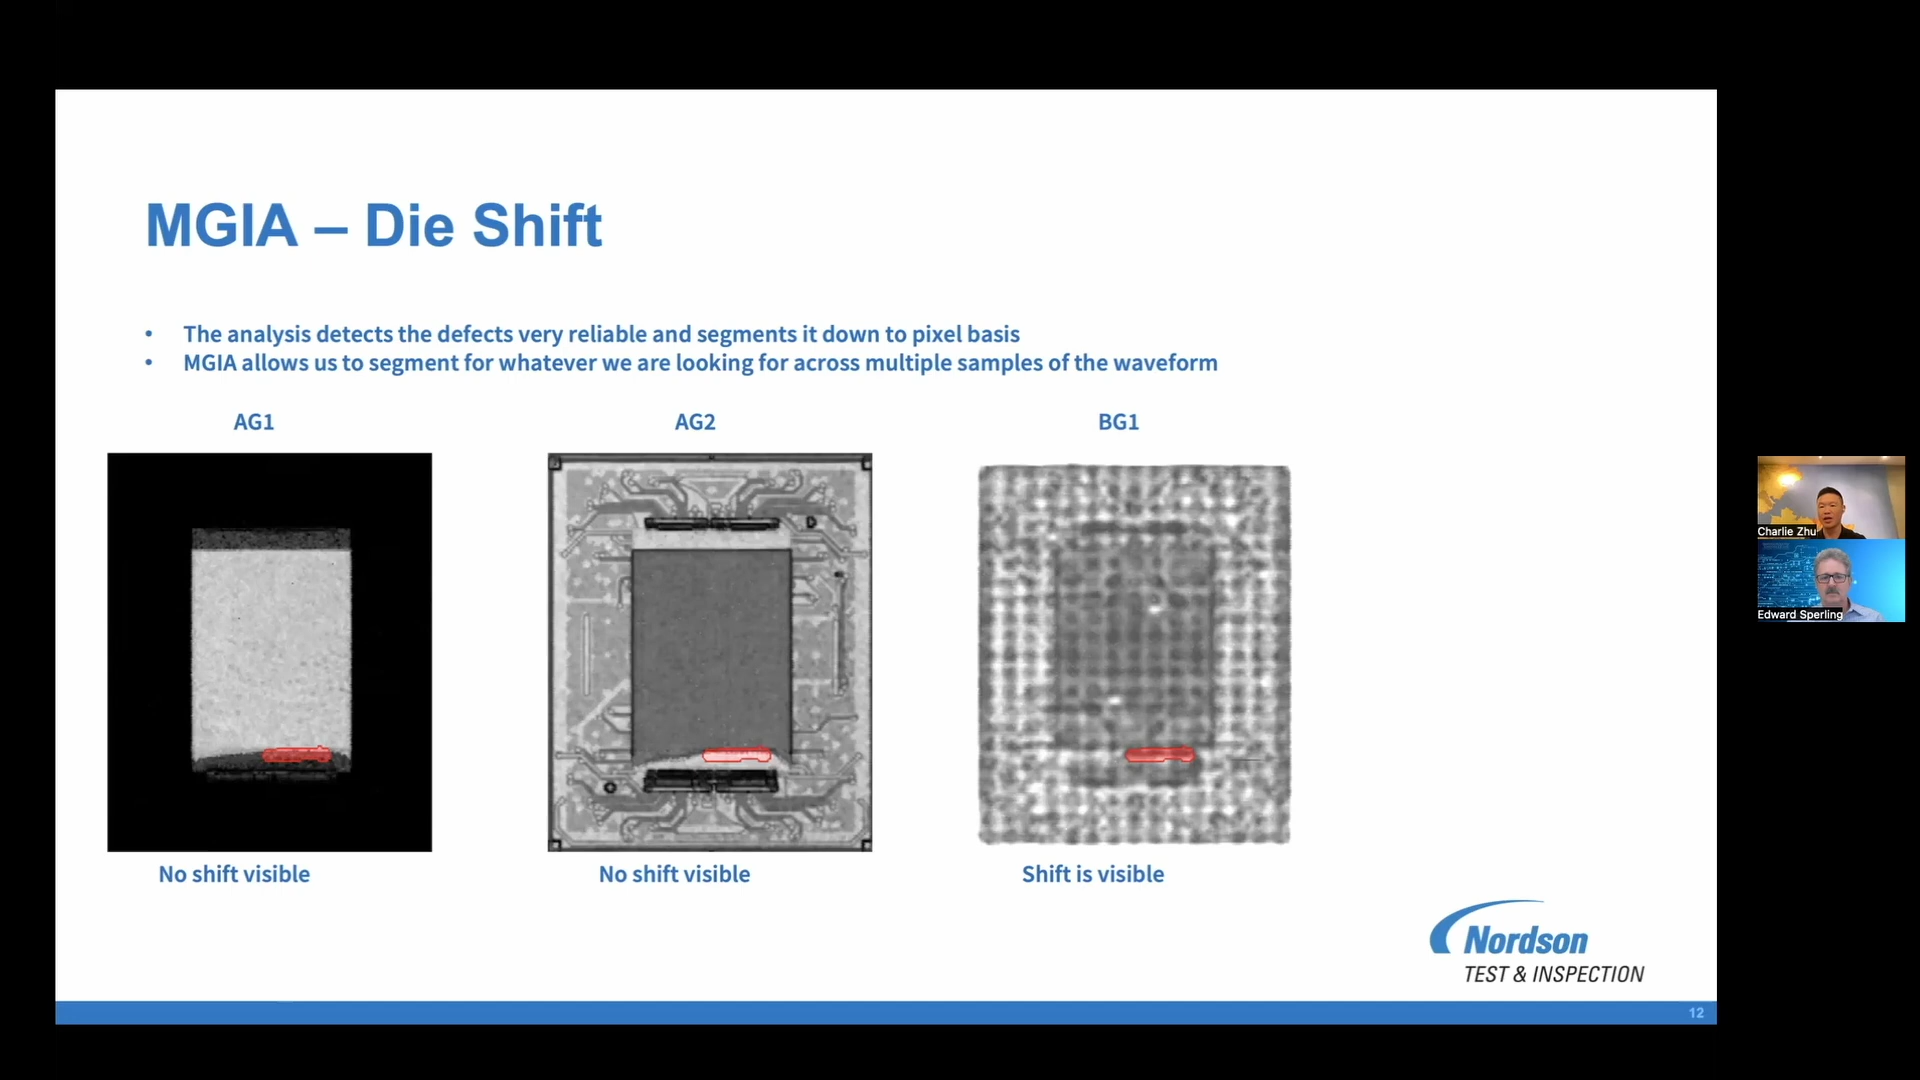 MGIA – Die Shift
• The analysis detects the defects very reliable and segments it down to pixel basis
• MGIA allows us to segment for whatever we are looking for across multiple samples of the waveform
AG1
AG2
BG1
No shift visible
No shift visible
Shift is visible
Nordson
TEST & INSPECTION
12
Charlie Zhu
Edward Sperling